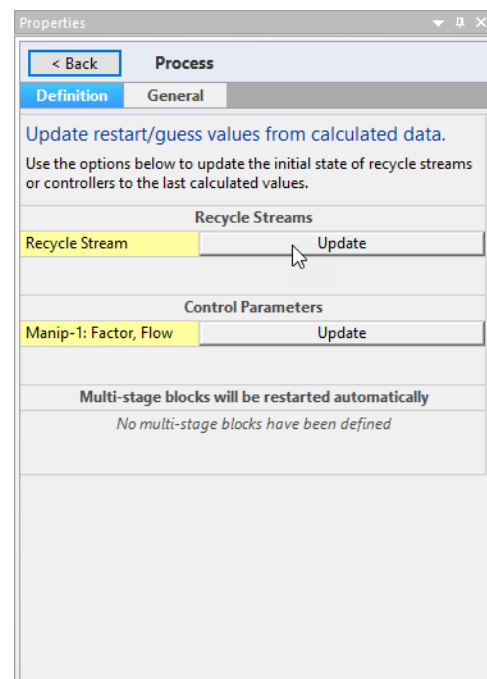 Properties
< Back Process
Definition General
Update restart/guess values from calculated data.
Use the options below to update the initial state of recycle streams
or controllers to the last calculated values.
Recycle Streams
Recycle Stream Update
Control Parameters
Manip-1: Factor, Flow Update
Multi-stage blocks will be restarted automatically
No multi-stage blocks have been defined